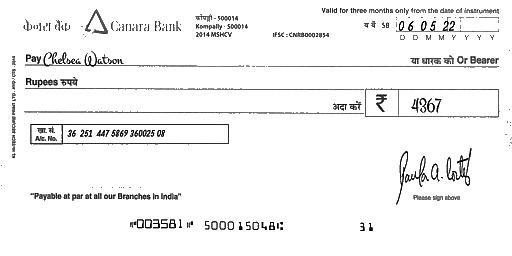 केनरा बैंक Canara Bank
कोंपल्ली - 500014
Kompally - 500014
2014 MSHCV
IFSC : CNRB0002854
Valid for three months only from the date of instrument
SB 06 05 22
D D M M Y Y Y Y
Pay Chelsea Watson या धारक को Or Bearer
Rupees रुपये
अदा करें ₹ 4367
खा. सं.
A/c. No. 36 251 447 5869 360025 08
Paula A.
Please sign above
"Payable at par at all our Branches in India"
⑈003581⑈ 500015048⑆ 31